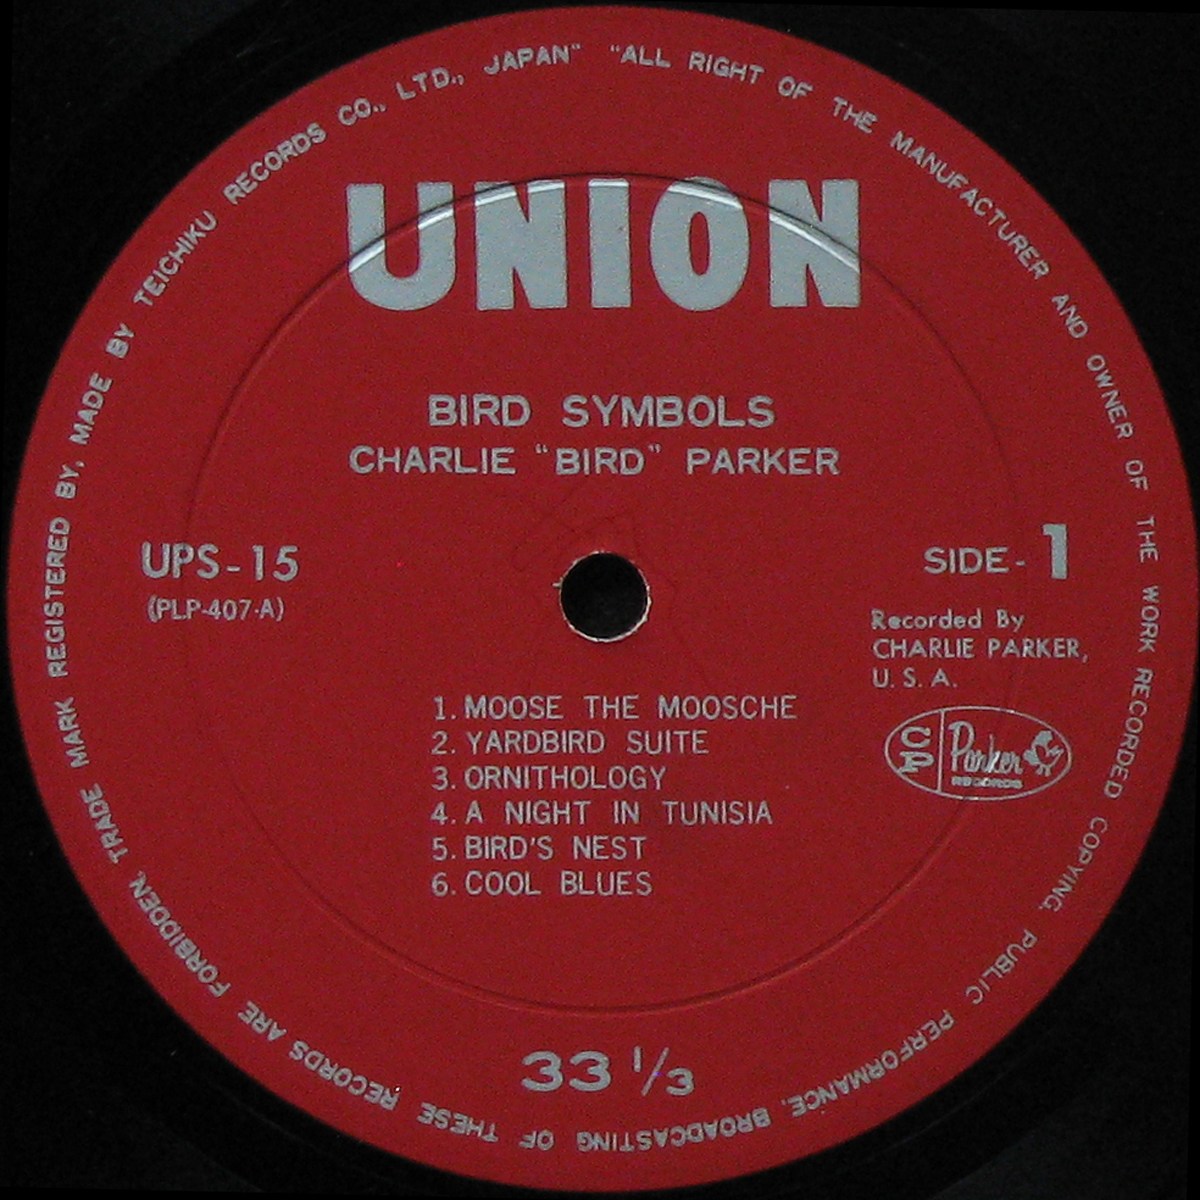 "ALL RIGHT OF THE MANUFACTURER AND OWNER OF THE WORK RECORDED COPYING, PUBLIC PERFORMANCE, BROADCASTING OF THESE RECORDS ARE FORBIDDEN, TRADE MARK REGISTERED BY, MADE BY TEICHIKU RECORDS CO., LTD., JAPAN"
UNION
BIRD SYMBOLS
CHARLIE "BIRD" PARKER
UPS-15
(PLP-407-A)
SIDE-1
Recorded By
CHARLIE PARKER,
U. S. A.
CP Parker
RECORDS
1. MOOSE THE MOOSCHE
2. YARDBIRD SUITE
3. ORNITHOLOGY
4. A NIGHT IN TUNISIA
5. BIRD'S NEST
6. COOL BLUES
33 1/3